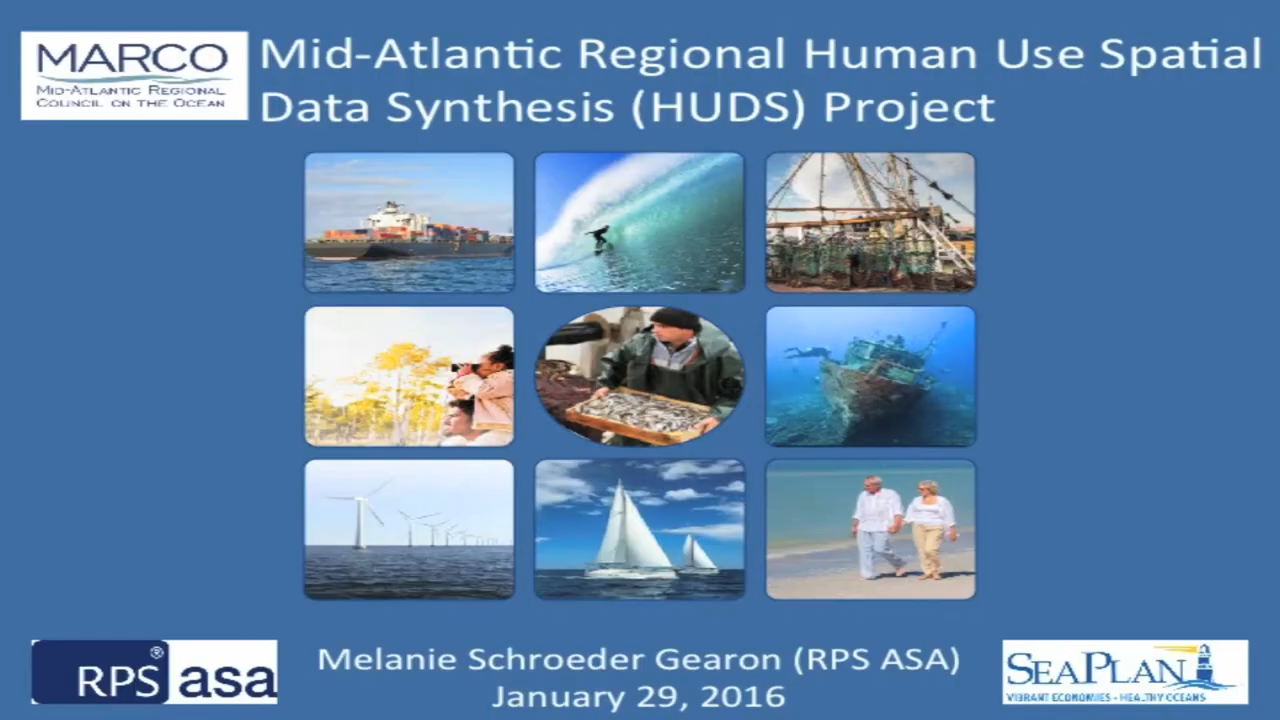 MARCO
MID-ATLANTIC REGIONAL
COUNCIL ON THE OCEAN
Mid-Atlantic Regional Human Use Spatial
Data Synthesis (HUDS) Project
RPS® asa
Melanie Schroeder Gearon (RPS ASA)
January 29, 2016
SEAPLAN
VIBRANT ECONOMIES • HEALTHY OCEANS